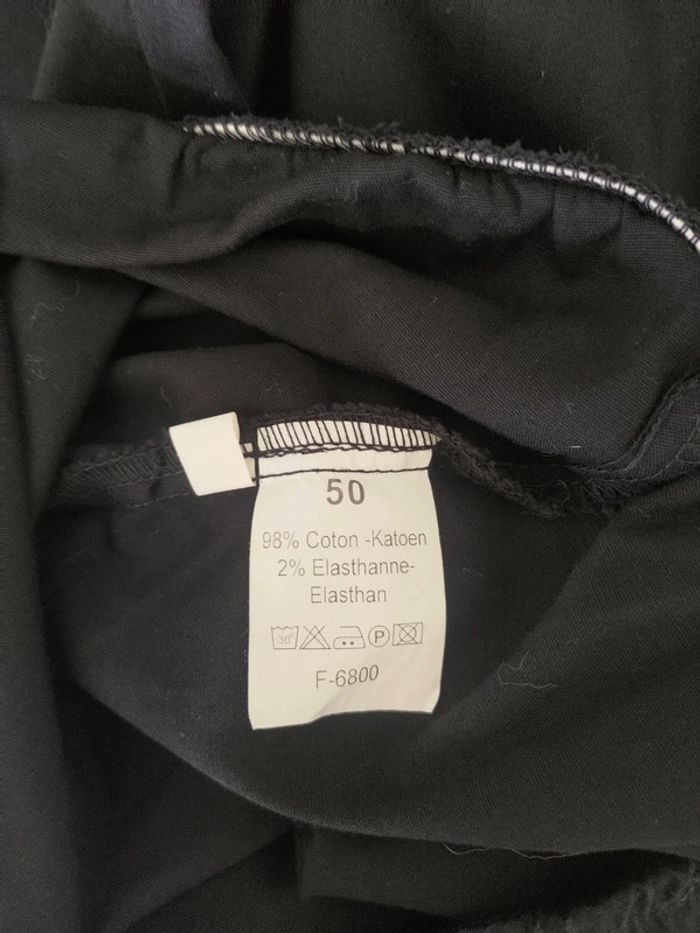 50
98% Coton -Katoen
2% Elasthanne-
Elasthan
30°
P
F-6800